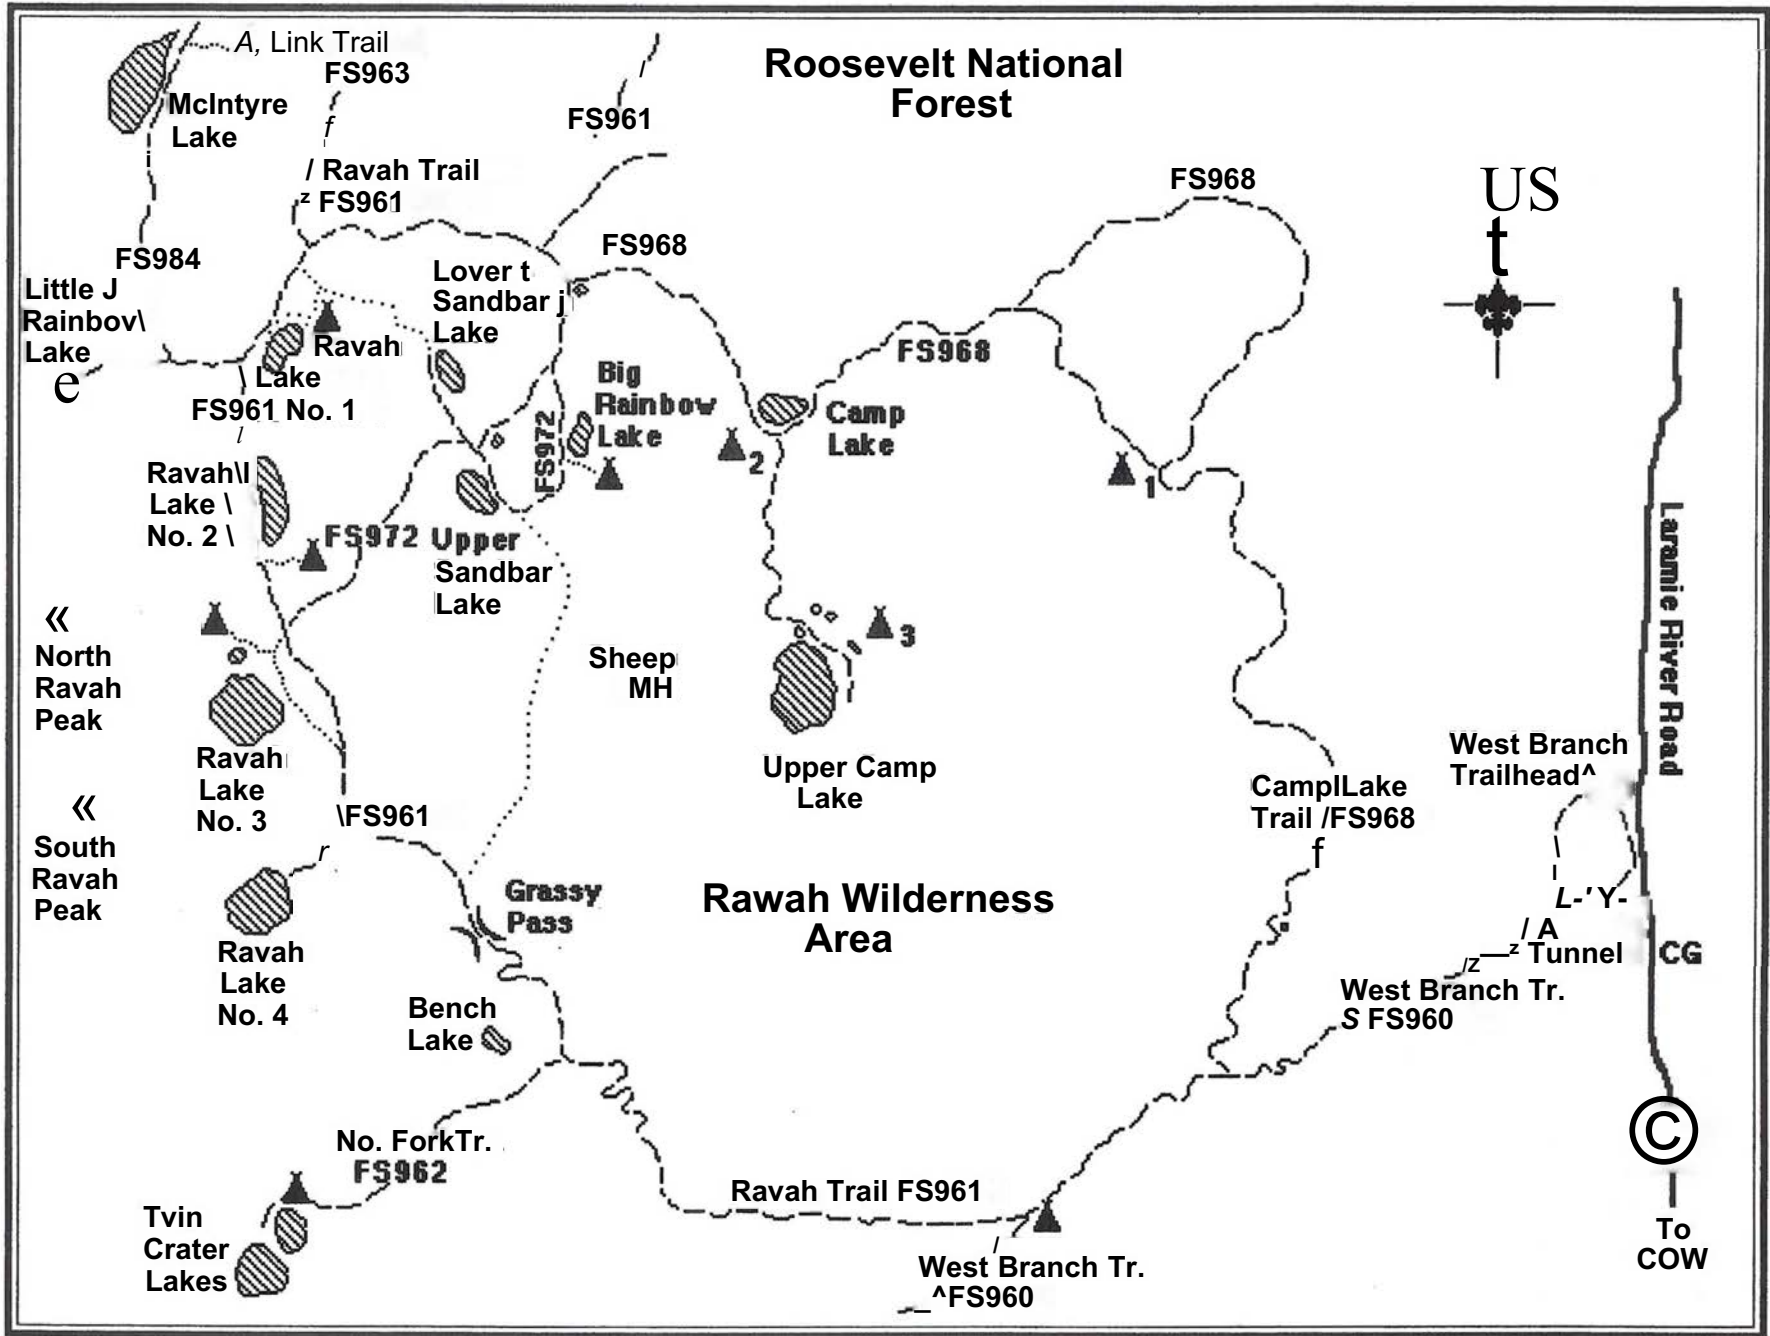 A, Link Trail
FS963
McIntyre
Lake
Roosevelt National
Forest
FS961
/ Ravah Trail
z FS961
FS968
US
t
FS984
FS968
Little J
Rainbov\
Lake
e
Lover t
Sandbar j
Lake
Ravah
\ Lake
FS961 No. 1
FS968
Big
Rainbow
Lake
FS972
Camp
Lake
2
1
Ravah\l
Lake \
No. 2 \
FS972
Upper
Sandbar
Lake
Laramie River Road
«
North
Ravah
Peak
3
Sheep
MH
Ravah
Lake
No. 3
Upper Camp
Lake
West Branch
Trailhead^
«
South
Ravah
Peak
\FS961
r
CamplLake
Trail /FS968
f
Grassy
Pass
Rawah Wilderness
Area
L-' Y-
/ A
/z—z Tunnel
CG
Ravah
Lake
No. 4
Bench
Lake
West Branch Tr.
S FS960
No. ForkTr.
FS962
©
Ravah Trail FS961
Tvin
Crater
Lakes
To
COW
West Branch Tr.
_^FS960